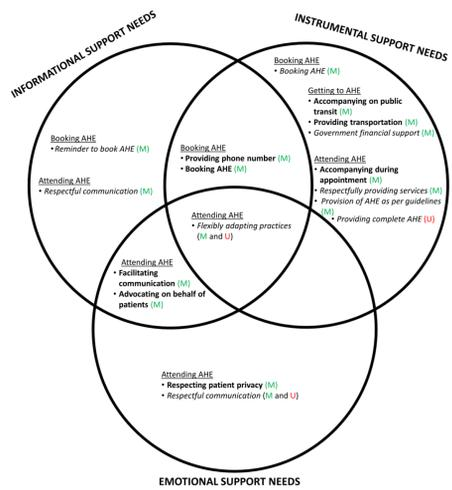 INFORMATIONAL SUPPORT NEEDS
INSTRUMENTAL SUPPORT NEEDS
Booking AHE
• Booking AHE (M)
Getting to AHE
• Accompanying on public
transit (M)
• Providing transportation (M)
• Government financial support (M)
Attending AHE
• Accompanying during
appointment (M)
• Respectfully providing services (M)
• Provision of AHE as per guidelines
(M)
• Providing complete AHE (U)
Booking AHE
• Reminder to book AHE (M)
Attending AHE
• Respectful communication (M)
Booking AHE
• Providing phone number (M)
• Booking AHE (M)
Attending AHE
• Flexibly adapting practices
(M and U)
Attending AHE
• Facilitating
communication (M)
• Advocating on behalf of
patients (M)
Attending AHE
• Respecting patient privacy (M)
• Respectful communication (M and U)
EMOTIONAL SUPPORT NEEDS